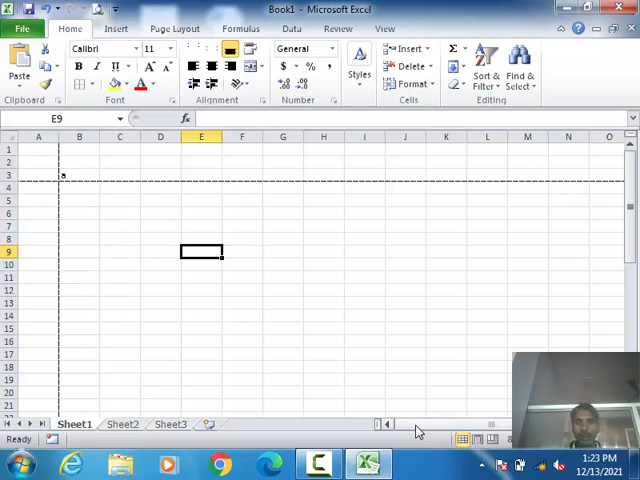 Book1 - Microsoft Excel
File Home Insert Page Layout Formulas Data Review View
Paste
Clipboard
Calibri 11
B I U
Font
Alignment
General
$ % ,
Number
Styles
Insert
Delete
Format
Cells
Σ
Sort & Filter
Find & Select
Editing
E9 fx
A B C D E F G H I J K L M N O
1
2
3 a
4
5
6
7
8
9
10
11
12
13
14
15
16
17
18
19
20
21
Sheet1 Sheet2 Sheet3
Ready
1:23 PM
12/13/2021